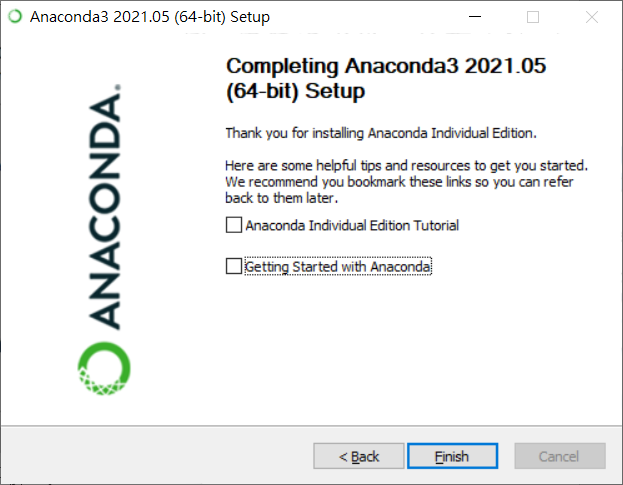 Anaconda3 2021.05 (64-bit) Setup
ANACONDA.
Completing Anaconda3 2021.05
(64-bit) Setup
Thank you for installing Anaconda Individual Edition.
Here are some helpful tips and resources to get you started.
We recommend you bookmark these links so you can refer
back to them later.
Anaconda Individual Edition Tutorial
Getting Started with Anaconda
< Back
Finish
Cancel